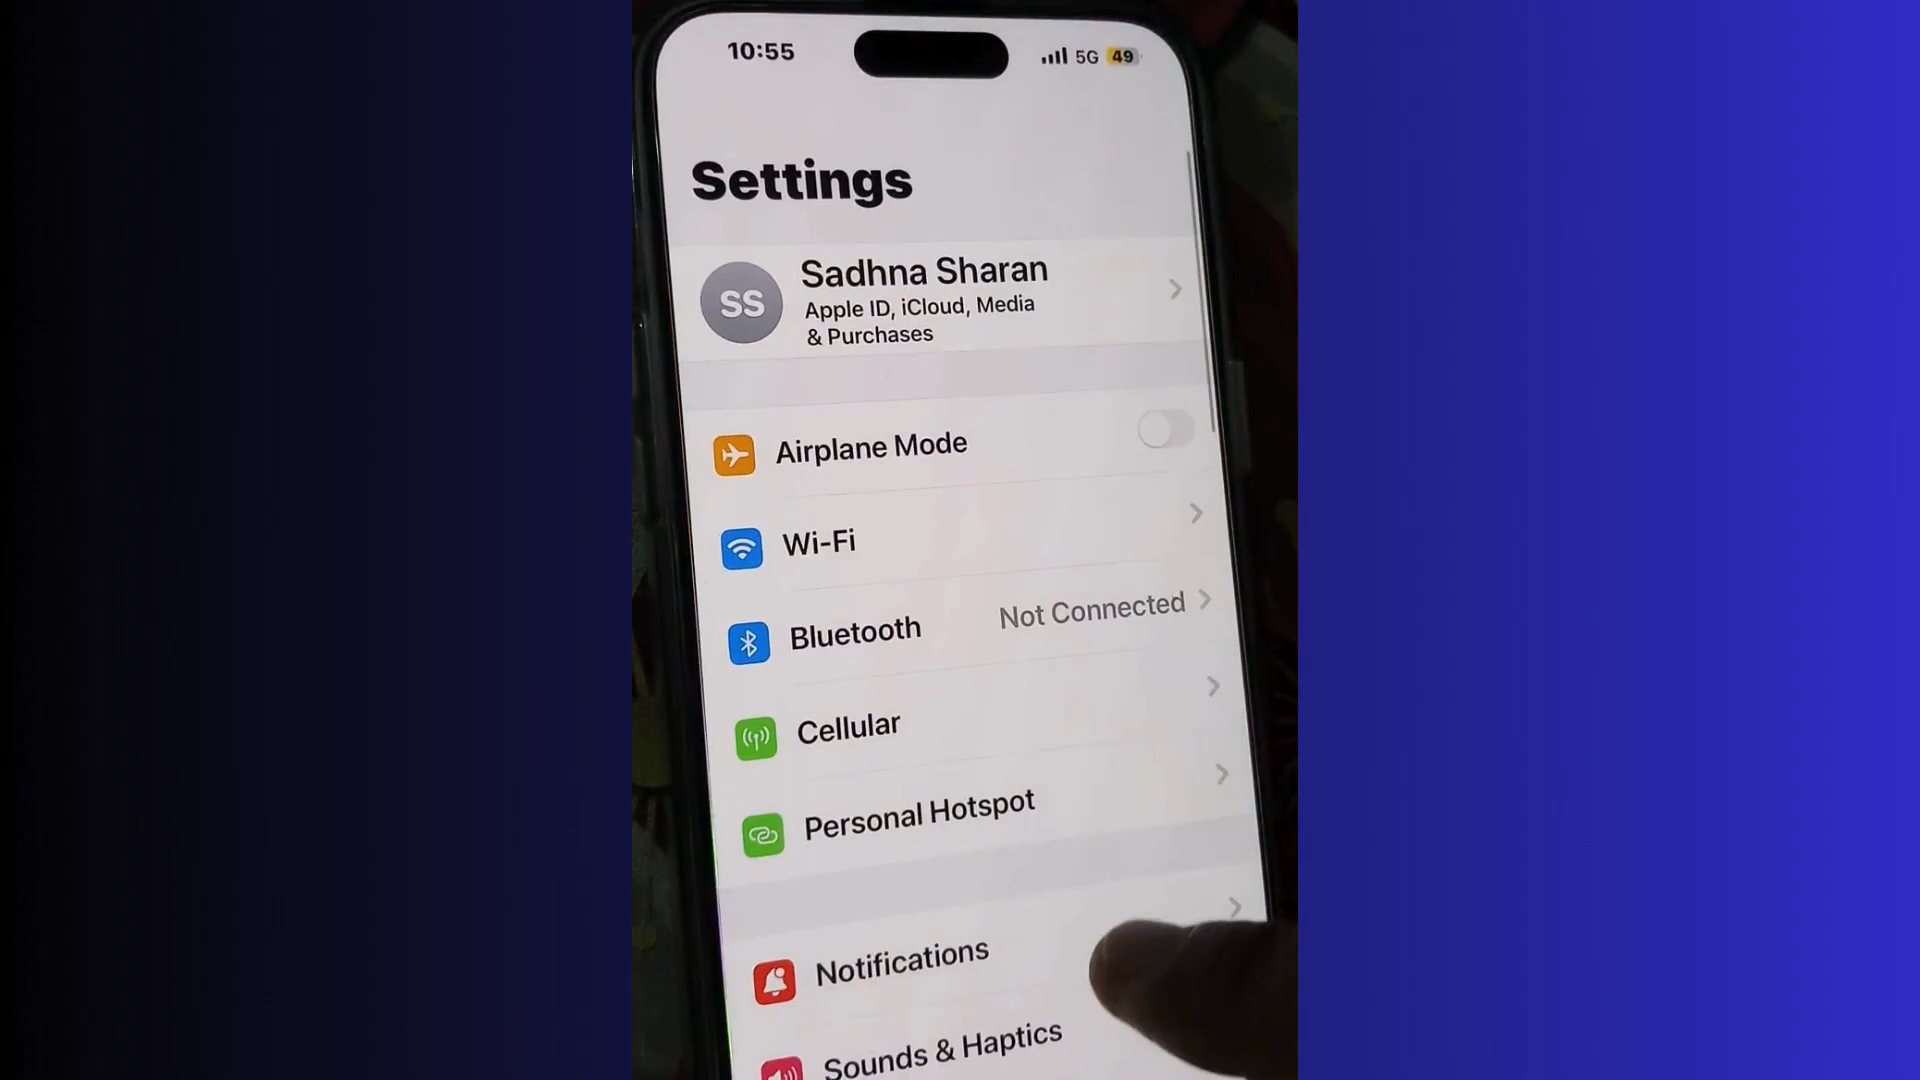 10:55
5G 49
Settings
SS
Sadhna Sharan
Apple ID, iCloud, Media
& Purchases
Airplane Mode
Wi-Fi
Bluetooth Not Connected
Cellular
Personal Hotspot
Notifications
Sounds & Haptics